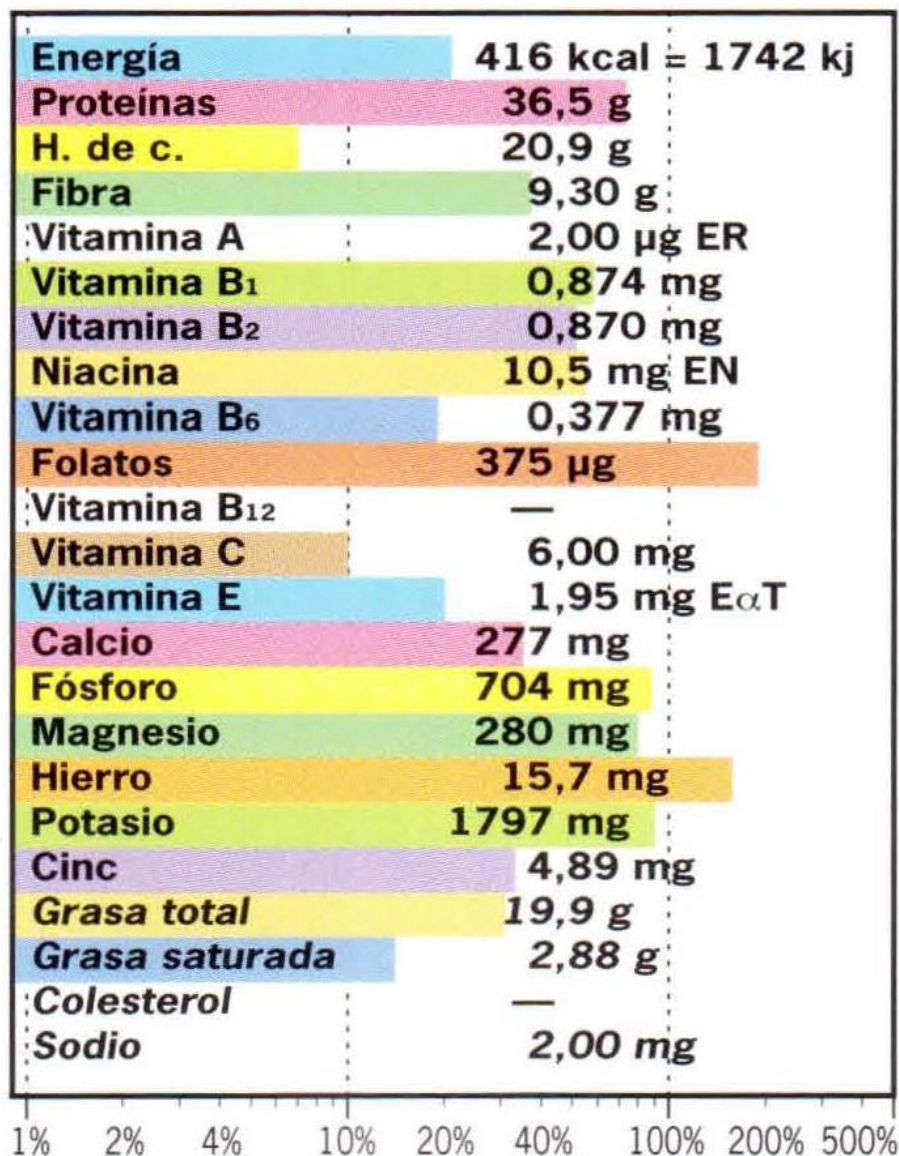 Energía 416 kcal = 1742 kj
Proteínas 36,5 g
H. de c. 20,9 g
Fibra 9,30 g
Vitamina A 2,00 µg ER
Vitamina B1 0,874 mg
Vitamina B2 0,870 mg
Niacina 10,5 mg EN
Vitamina B6 0,377 mg
Folatos 375 µg
Vitamina B12 —
Vitamina C 6,00 mg
Vitamina E 1,95 mg EαT
Calcio 277 mg
Fósforo 704 mg
Magnesio 280 mg
Hierro 15,7 mg
Potasio 1797 mg
Cinc 4,89 mg
Grasa total 19,9 g
Grasa saturada 2,88 g
Colesterol —
Sodio 2,00 mg
1% 2% 4% 10% 20% 40% 100% 200% 500%